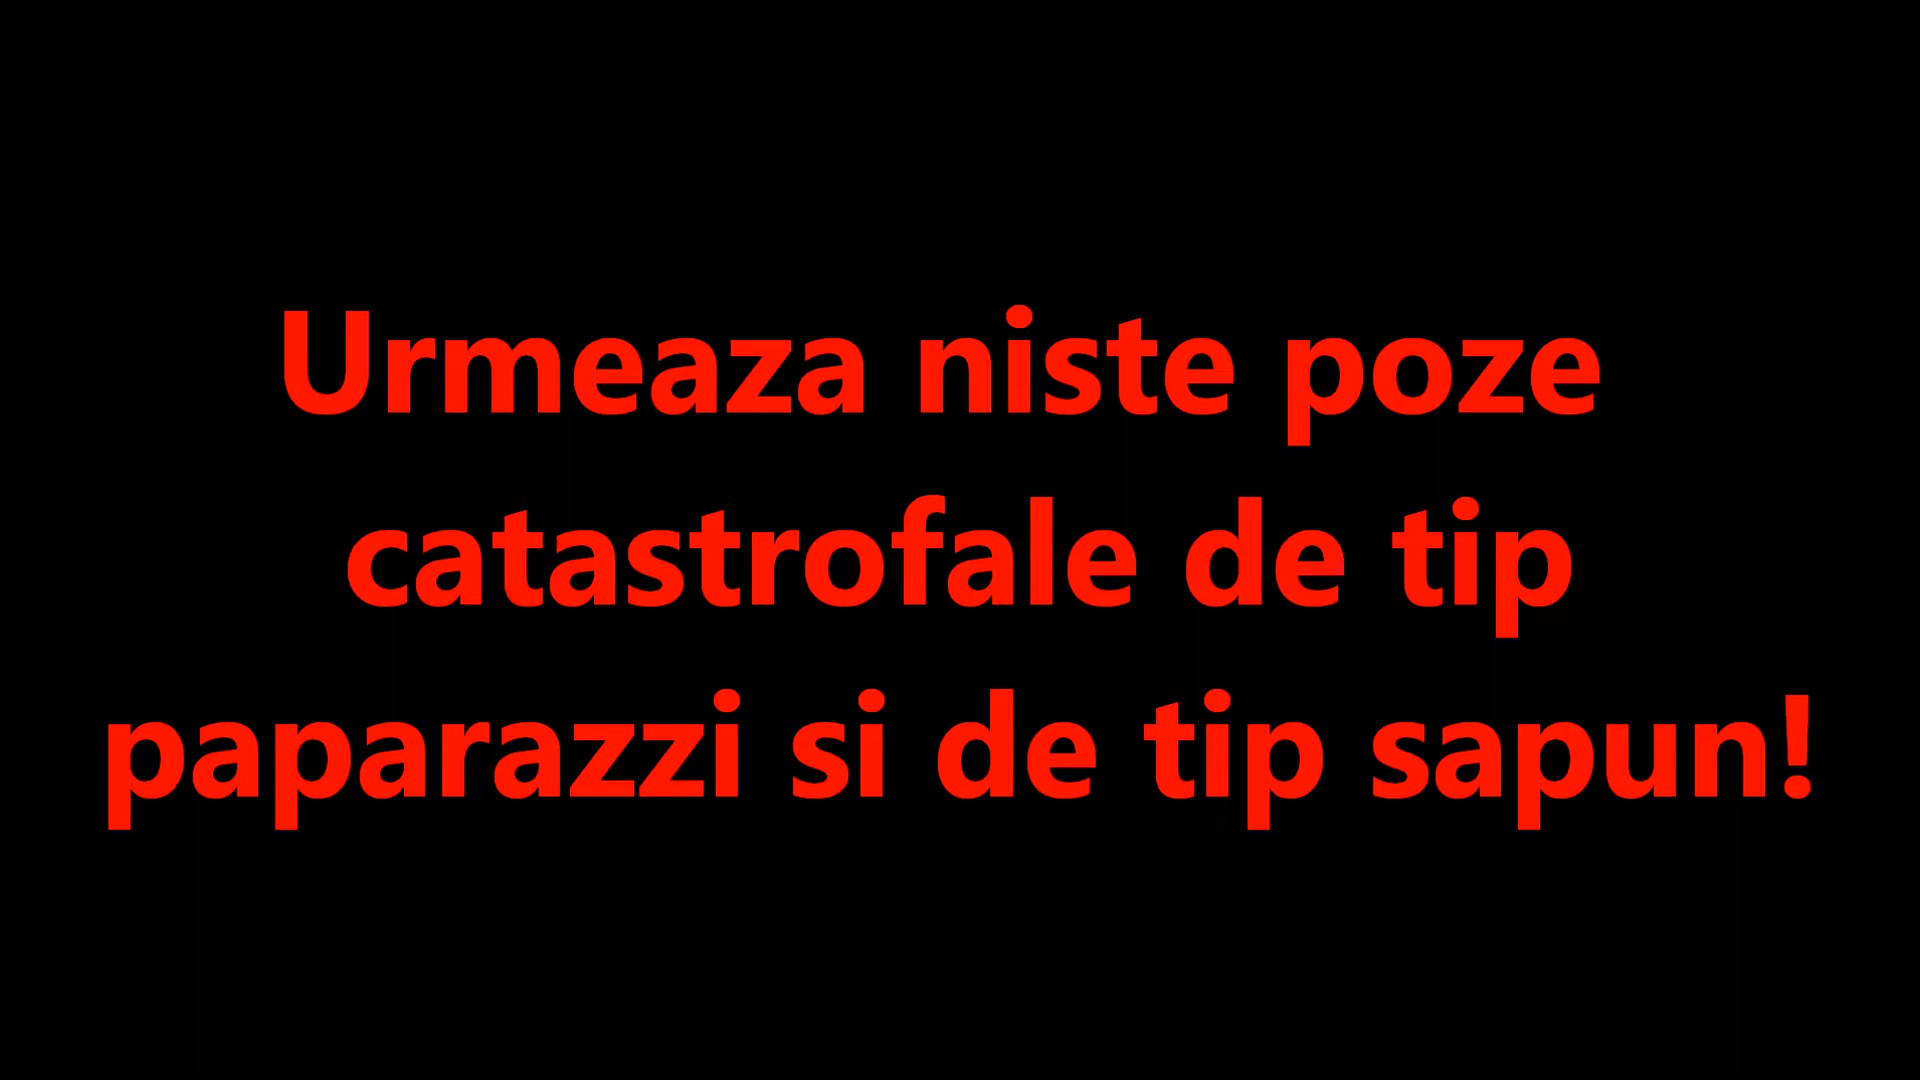 Urmeaza niste poze
catastrofale de tip
paparazzi si de tip sapun!